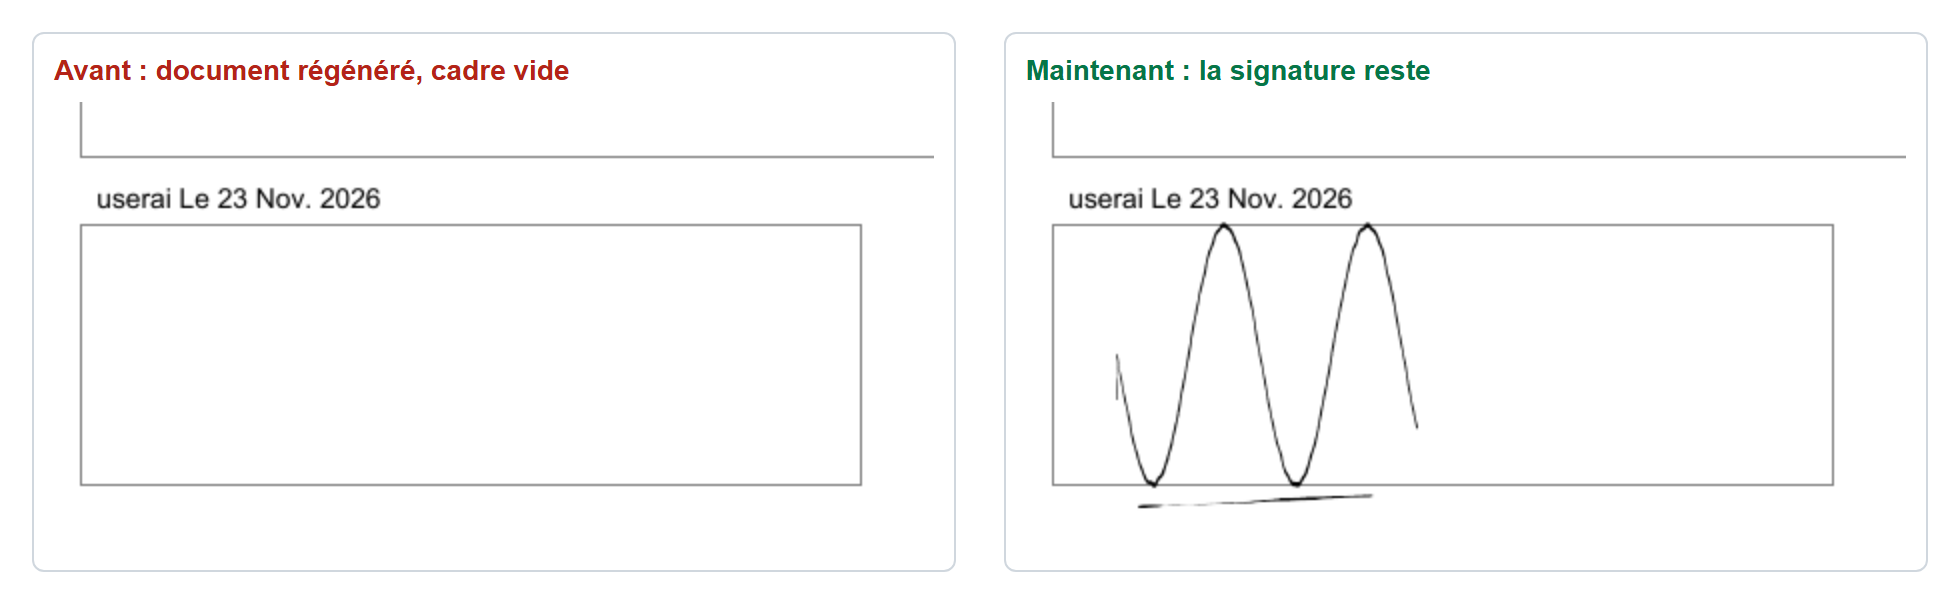 Avant : document régénéré, cadre vide
userai Le 23 Nov. 2026
Maintenant : la signature reste
userai Le 23 Nov. 2026